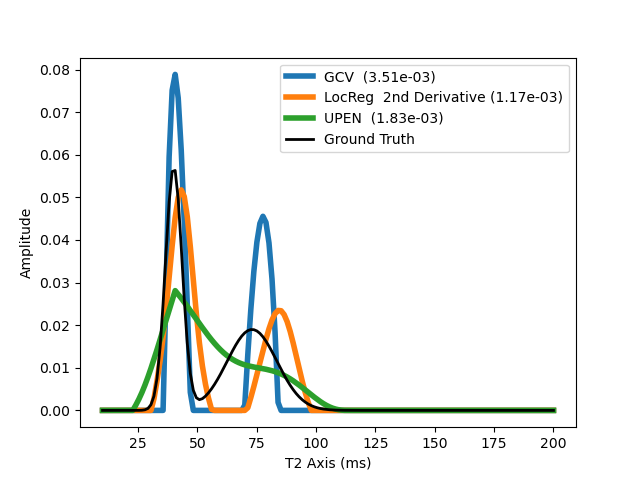 GCV (3.51e-03)
LocReg 2nd Derivative (1.17e-03)
UPEN (1.83e-03)
Ground Truth
0.08
0.07
0.06
0.05
0.04
0.03
0.02
0.01
0.00
Amplitude
25 50 75 100 125 150 175 200
T2 Axis (ms)